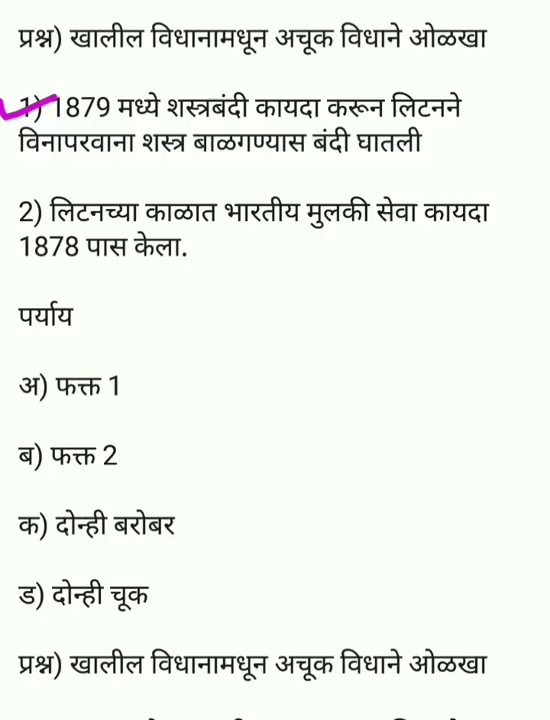 प्रश्न) खालील विधानामधून अचूक विधाने ओळखा
1) 1879 मध्ये शस्त्रबंदी कायदा करून लिटनने
विनापरवाना शस्त्र बाळगण्यास बंदी घातली
2) लिटनच्या काळात भारतीय मुलकी सेवा कायदा
1878 पास केला.
पर्याय
अ) फक्त 1
ब) फक्त 2
क) दोन्ही बरोबर
ड) दोन्ही चूक
प्रश्न) खालील विधानामधून अचूक विधाने ओळखा